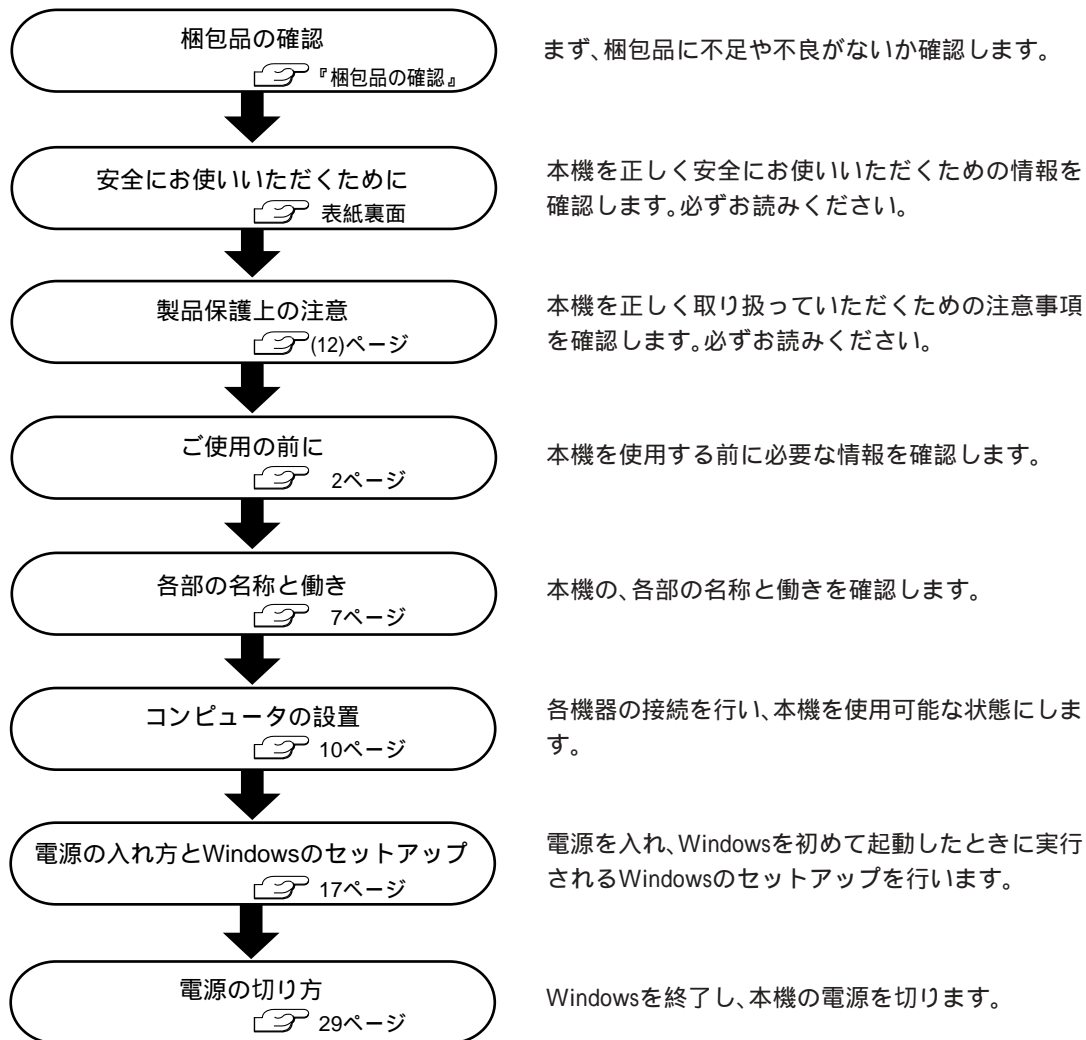 梱包品の確認
『梱包品の確認』
まず、梱包品に不足や不良がないか確認します。
安全にお使いいただくために
表紙裏面
本機を正しく安全にお使いいただくための情報を
確認します。必ずお読みください。
製品保護上の注意
(12)ページ
本機を正しく取り扱っていただくための注意事項
を確認します。必ずお読みください。
ご使用の前に
2ページ
本機を使用する前に必要な情報を確認します。
各部の名称と働き
7ページ
本機の、各部の名称と働きを確認します。
コンピュータの設置
10ページ
各機器の接続を行い、本機を使用可能な状態にしま
す。
電源の入れ方とWindowsのセットアップ
17ページ
電源を入れ、Windowsを初めて起動したときに実行
されるWindowsのセットアップを行います。
電源の切り方
29ページ
Windowsを終了し、本機の電源を切ります。